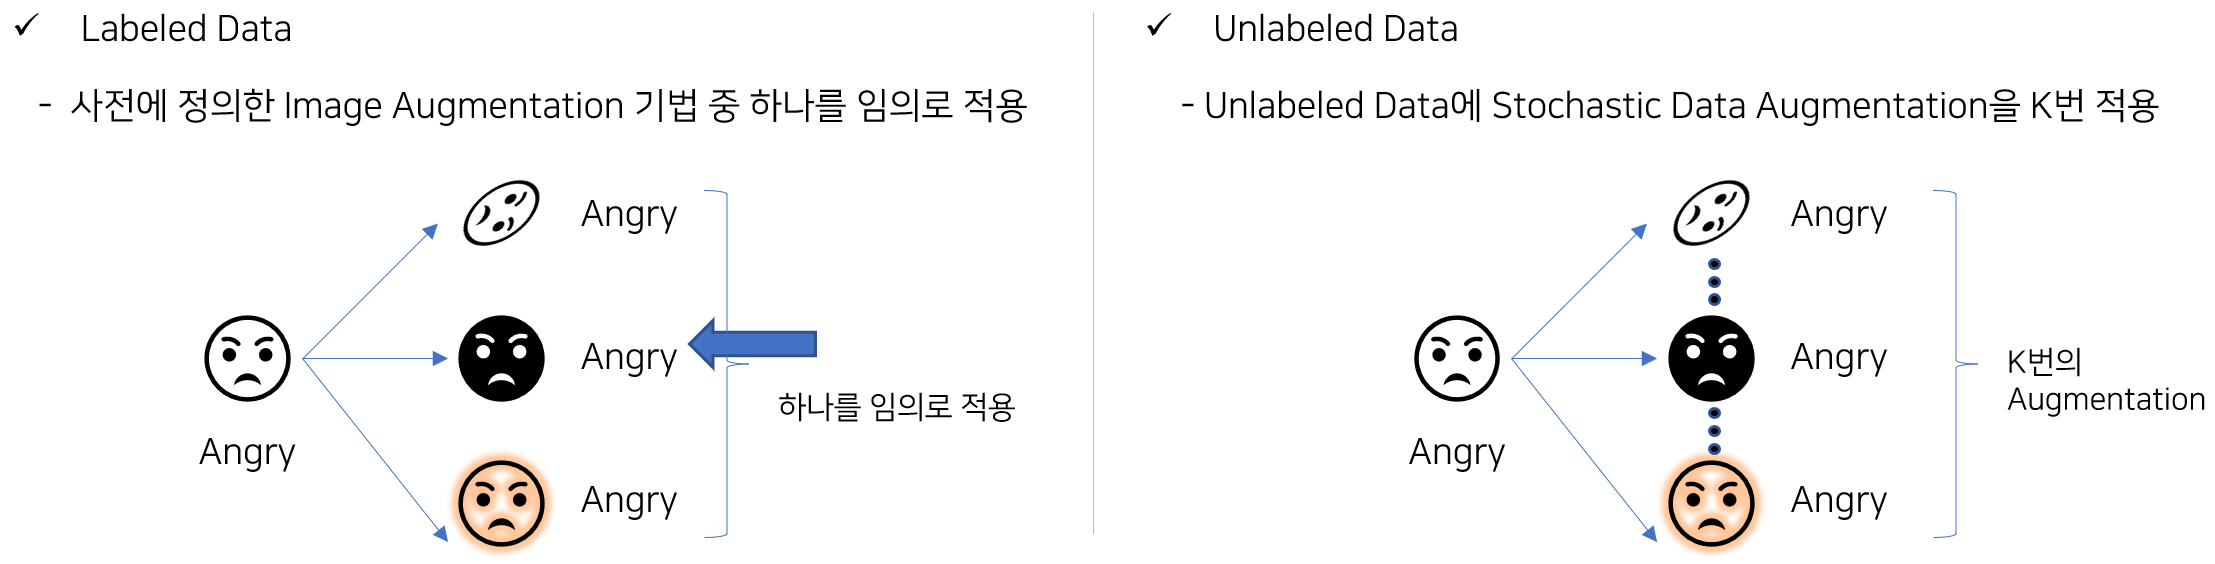 ✓ Labeled Data
- 사전에 정의한 Image Augmentation 기법 중 하나를 임의로 적용
Angry
Angry
Angry
Angry
하나를 임의로 적용
✓ Unlabeled Data
- Unlabeled Data에 Stochastic Data Augmentation을 K번 적용
Angry
Angry
Angry
Angry
K번의
Augmentation